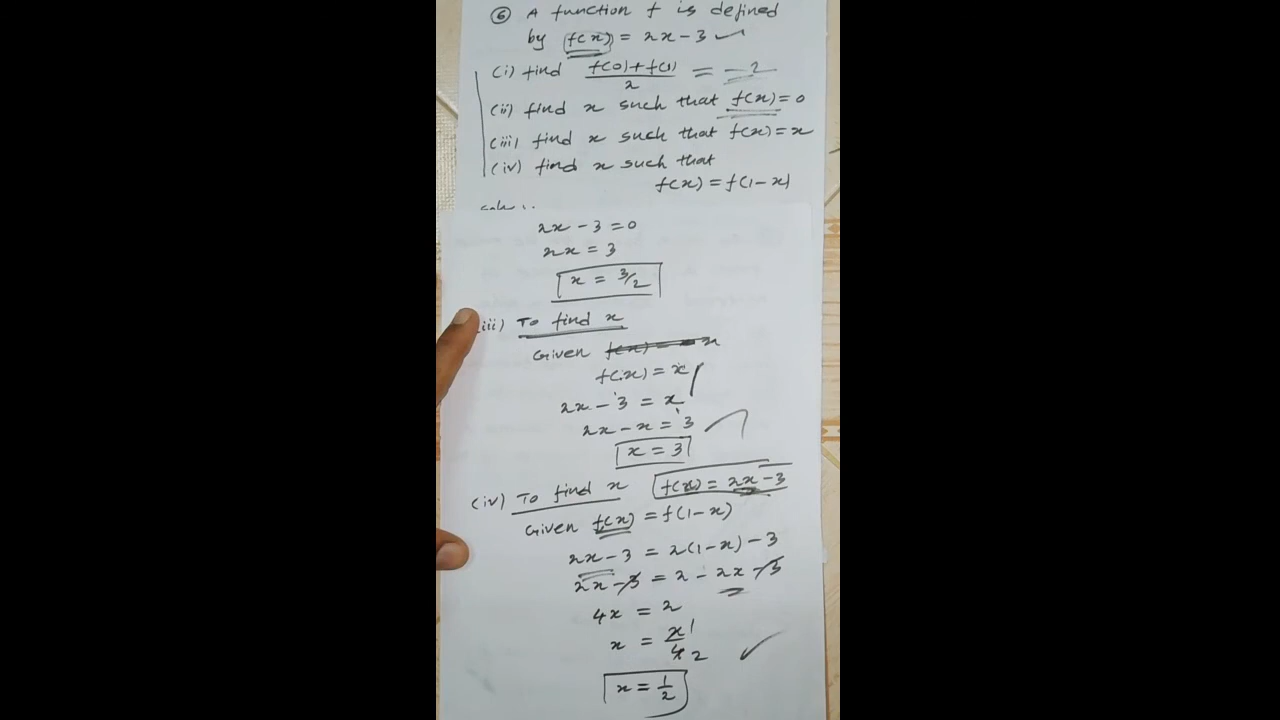 ⑥ A function f is defined
by f(x) = 2x - 3
(i) find (f(0)+f(1))/2 = -2
(ii) find x such that f(x) = 0
(iii) find x such that f(x) = x
(iv) find x such that
f(x) = f(1-x)
2x - 3 = 0
2x = 3
x = 3/2
iii) To find x
Given f(x) = x
f(x) = x
2x - 3 = x
2x - x = 3
x = 3
(iv) To find x f(x) = 2x - 3
Given f(x) = f(1-x)
2x - 3 = 2(1-x) - 3
2x - 3 = 2 - 2x - 3
4x = 2
x = 2 1/4 2
x = 1/2